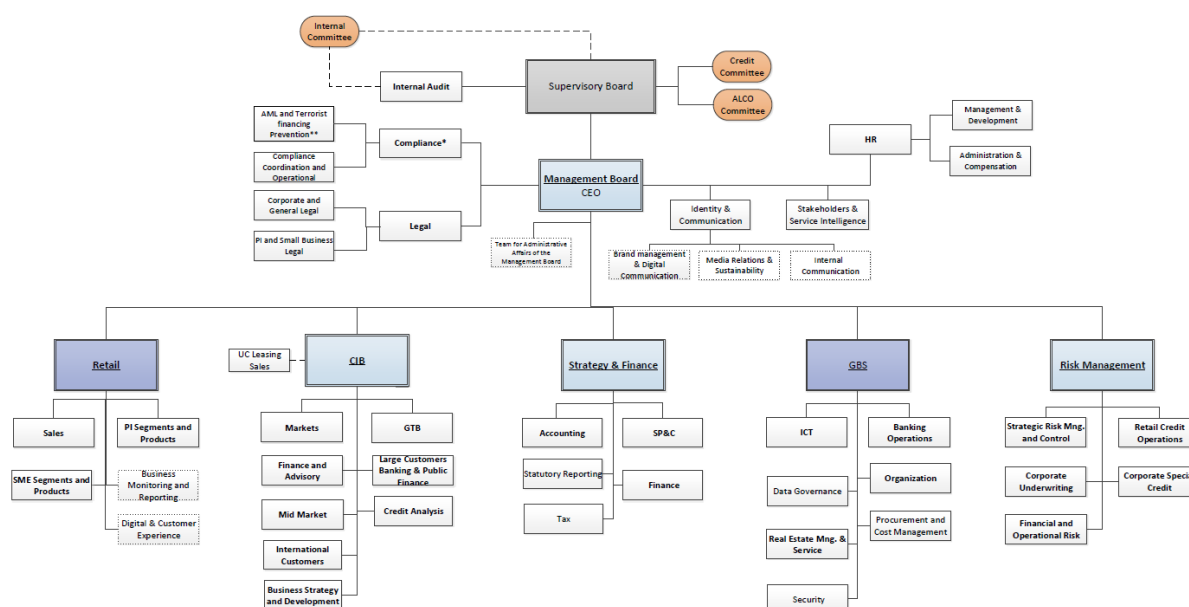 Internal
Committee
Credit
Committee
Internal Audit
Supervisory Board
ALCO
Committee
AML and Terrorist
financing
Prevention**
Compliance*
Compliance
Coordination and
Operational
Corporate and
General Legal
Legal
PI and Small Business
Legal
Management Board
CEO
HR
Management &
Development
Administration &
Compensation
Identity &
Communication
Stakeholders &
Service Intelligence
Team for Administrative
Affairs of the
Management Board
Brand management
& Digital
Communication
Media Relations &
Sustainability
Internal
Communication
Retail
UC Leasing
Sales
CIB
Strategy & Finance
GBS
Risk Management
Sales
PI Segments and
Products
SME Segments and
Products
Business
Monitoring and
Reporting
Digital & Customer
Experience
Markets
GTB
Finance and
Advisory
Large Customers
Banking & Public
Finance
Mid Market
Credit Analysis
International
Customers
Business Strategy
and Development
Accounting
SP&C
Statutory Reporting
Finance
Tax
ICT
Banking
Operations
Data Governance
Organization
Real Estate Mng. &
Service
Procurement and
Cost Management
Security
Strategic Risk Mng.
and Control
Retail Credit
Operations
Corporate
Underwriting
Corporate Special
Credit
Financial and
Operational Risk